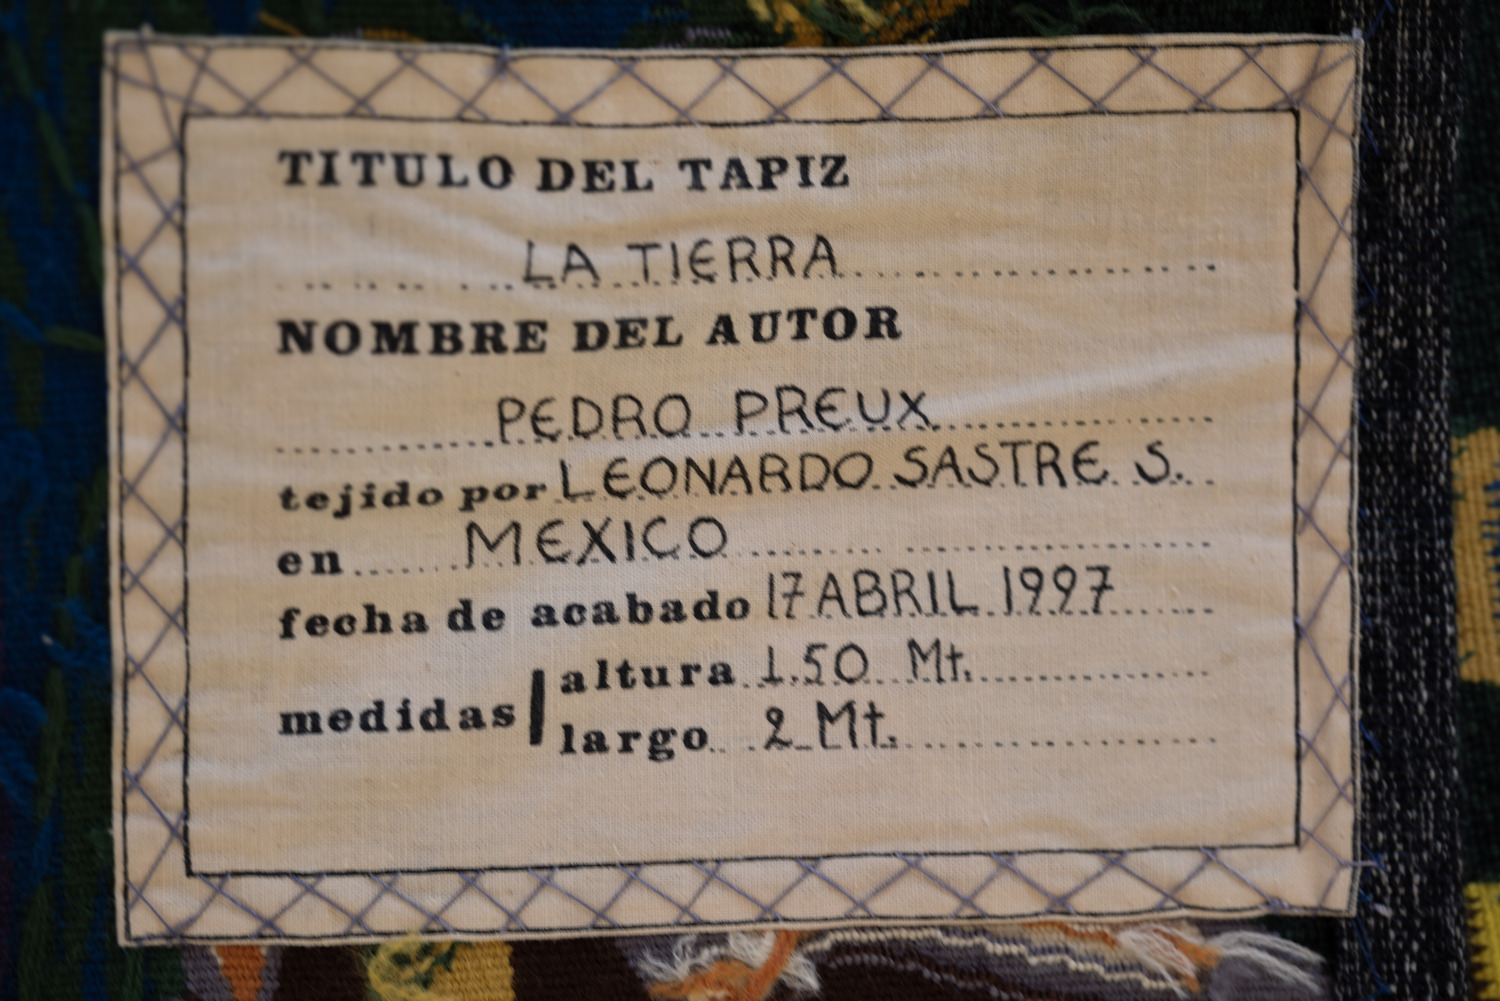 TITULO DEL TAPIZ
LA TIERRA
NOMBRE DEL AUTOR
PEDRO PREUX
tejido por LEONARDO SASTRE S.
en MEXICO
fecha de acabado 17 ABRIL 1997
medidas altura 1.50 Mt.
largo 2 Mt.